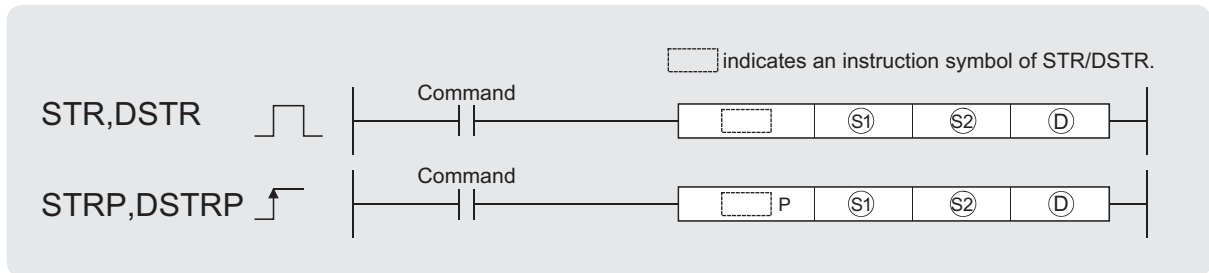 indicates an instruction symbol of STR/DSTR.
Command
STR,DSTR
S1 S2 D
Command
STRP,DSTRP
P S1 S2 D